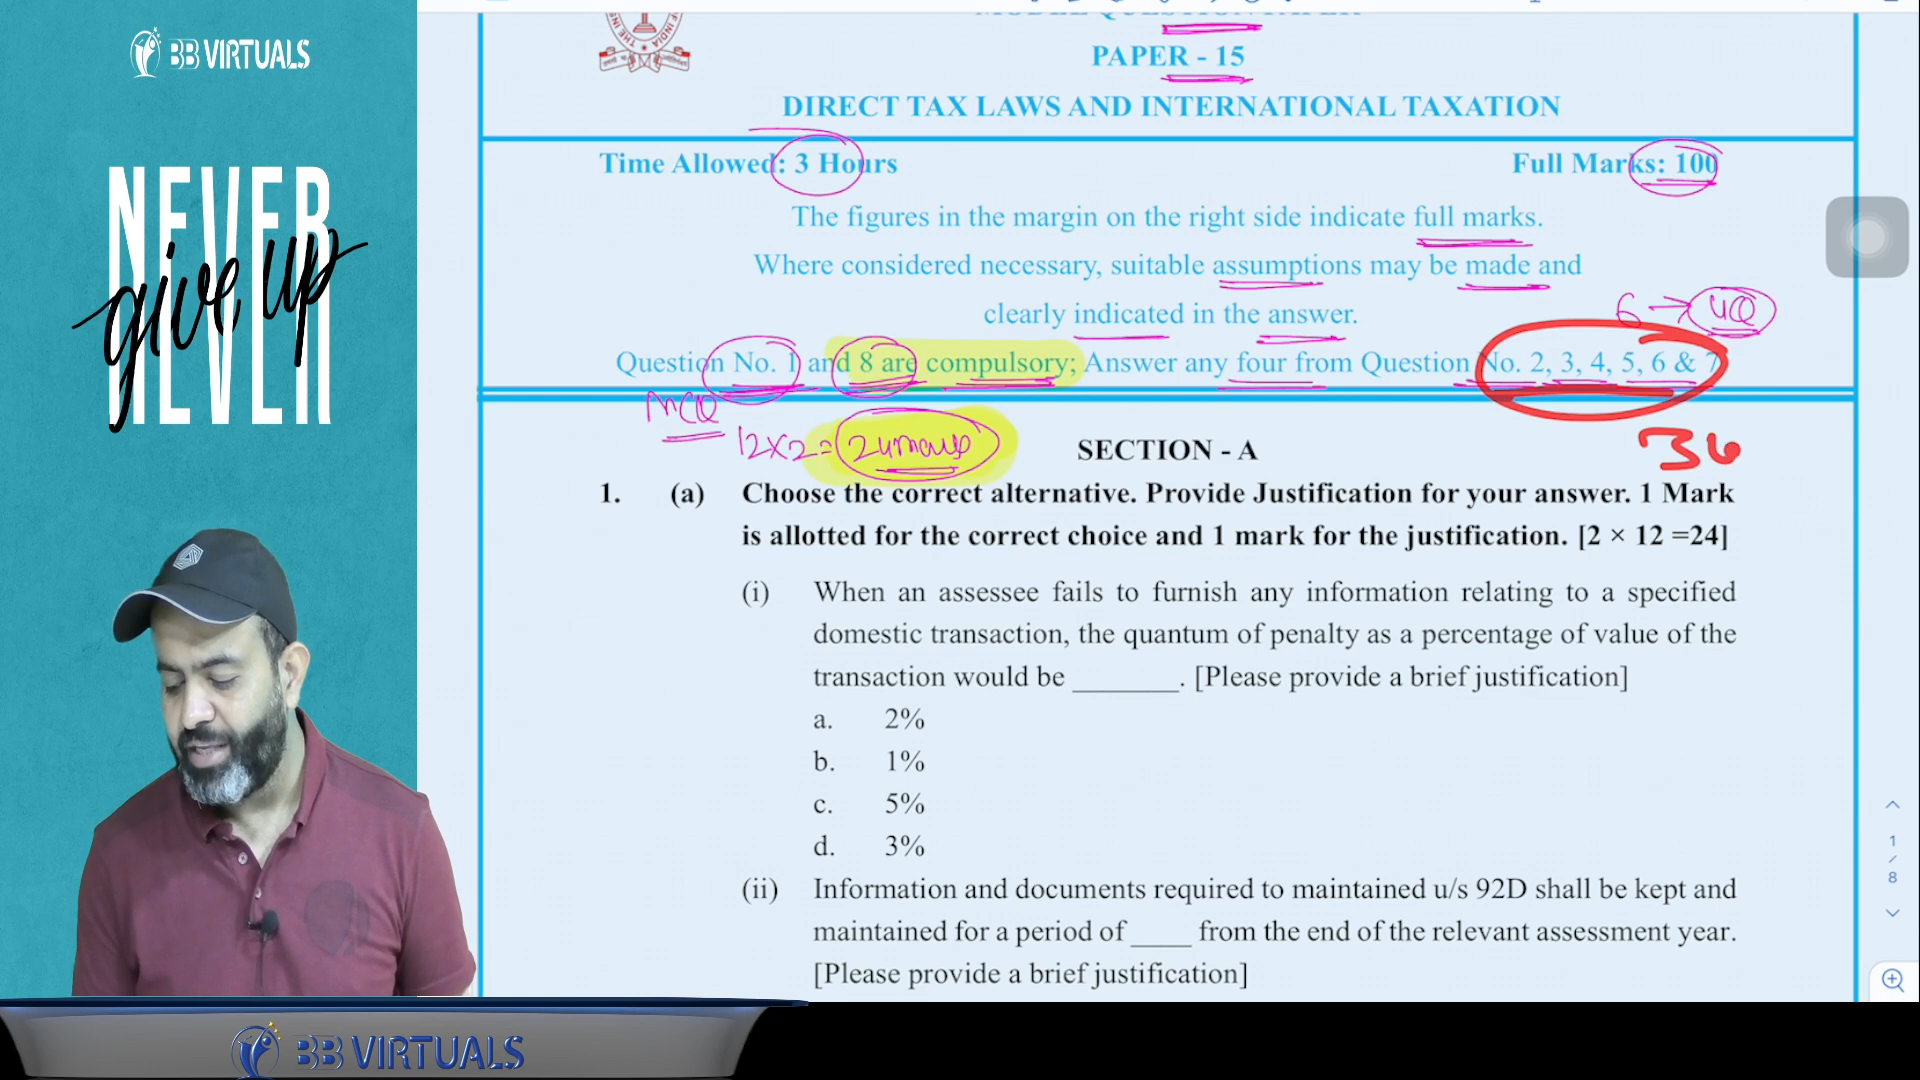 BB VIRTUALS
NEVER
give up
NEVER
PAPER - 15
DIRECT TAX LAWS AND INTERNATIONAL TAXATION
Time Allowed: 3 Hours
Full Marks: 100
The figures in the margin on the right side indicate full marks.
Where considered necessary, suitable assumptions may be made and
clearly indicated in the answer.
6 → 4Q
Question No. 1 and 8 are compulsory; Answer any four from Question No. 2, 3, 4, 5, 6 & 7
MCQ
12×2= 24 marks
SECTION - A
36
1. (a) Choose the correct alternative. Provide Justification for your answer. 1 Mark
is allotted for the correct choice and 1 mark for the justification. [2 × 12 =24]
(i) When an assessee fails to furnish any information relating to a specified
domestic transaction, the quantum of penalty as a percentage of value of the
transaction would be _______. [Please provide a brief justification]
a. 2%
b. 1%
c. 5%
d. 3%
(ii) Information and documents required to maintained u/s 92D shall be kept and
maintained for a period of ____ from the end of the relevant assessment year.
[Please provide a brief justification]
1
/
8
BB VIRTUALS